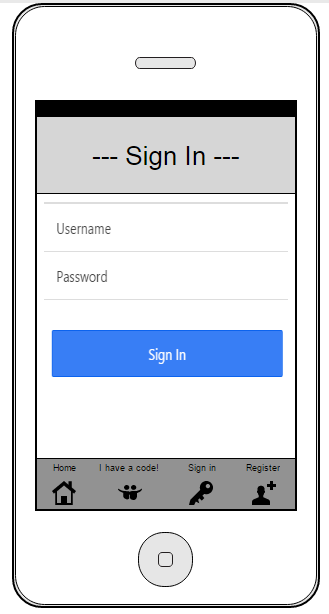 --- Sign In ---
Username
Password
Sign In
Home I have a code! Sign in Register